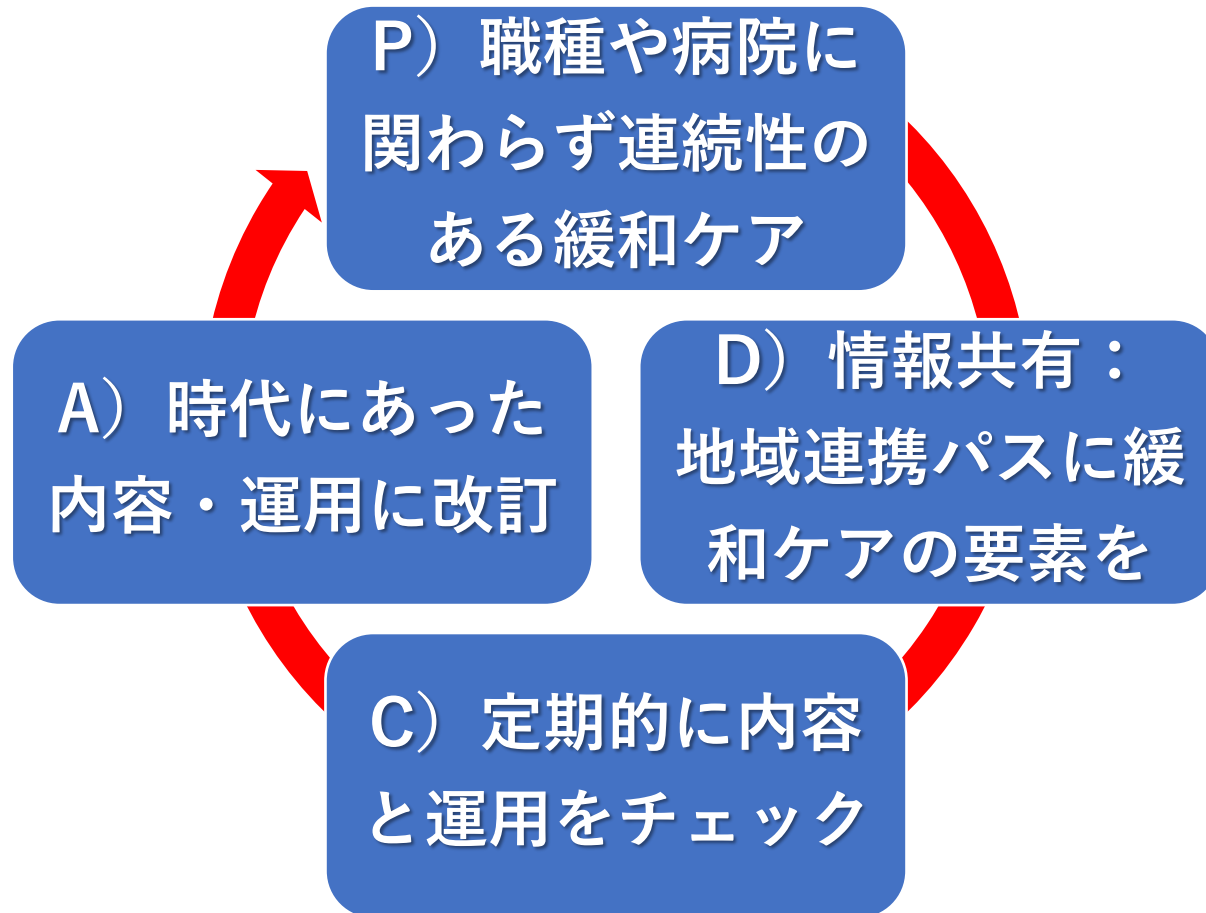 P）職種や病院に
関わらず連続性の
ある緩和ケア
D）情報共有：
地域連携パスに緩
和ケアの要素を
C）定期的に内容
と運用をチェック
A）時代にあった
内容・運用に改訂